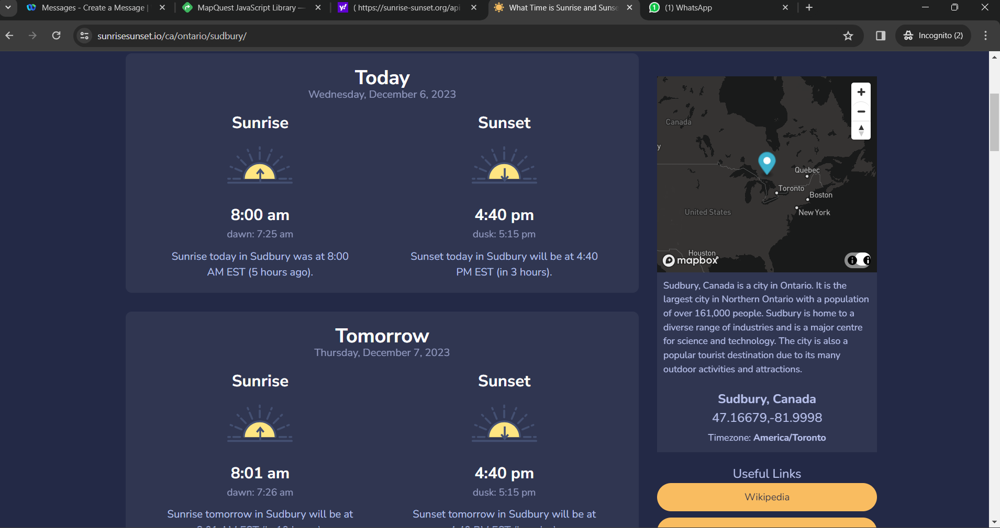 Messages - Create a Message |
MapQuest JavaScript Library —
( https://sunrise-sunset.org/api
What Time is Sunrise and Sunse
(1) WhatsApp
sunrisesunset.io/ca/ontario/sudbury/
Incognito (2)
Today
Wednesday, December 6, 2023
Sunrise
Sunset
8:00 am
4:40 pm
dawn: 7:25 am
dusk: 5:15 pm
Sunrise today in Sudbury was at 8:00
AM EST (5 hours ago).
Sunset today in Sudbury will be at 4:40
PM EST (in 3 hours).
Tomorrow
Thursday, December 7, 2023
Sunrise
Sunset
8:01 am
4:40 pm
dawn: 7:26 am
dusk: 5:15 pm
Sunrise tomorrow in Sudbury will be at
Sunset tomorrow in Sudbury will be at
Canada
y
Quebec
Toronto
Boston
United States
New York
Houston
mapbox
Sudbury, Canada is a city in Ontario. It is the
largest city in Northern Ontario with a population
of over 161,000 people. Sudbury is home to a
diverse range of industries and is a major centre
for science and technology. The city is also a
popular tourist destination due to its many
outdoor activities and attractions.
Sudbury, Canada
47.16679,-81.9998
Timezone: America/Toronto
Useful Links
Wikipedia